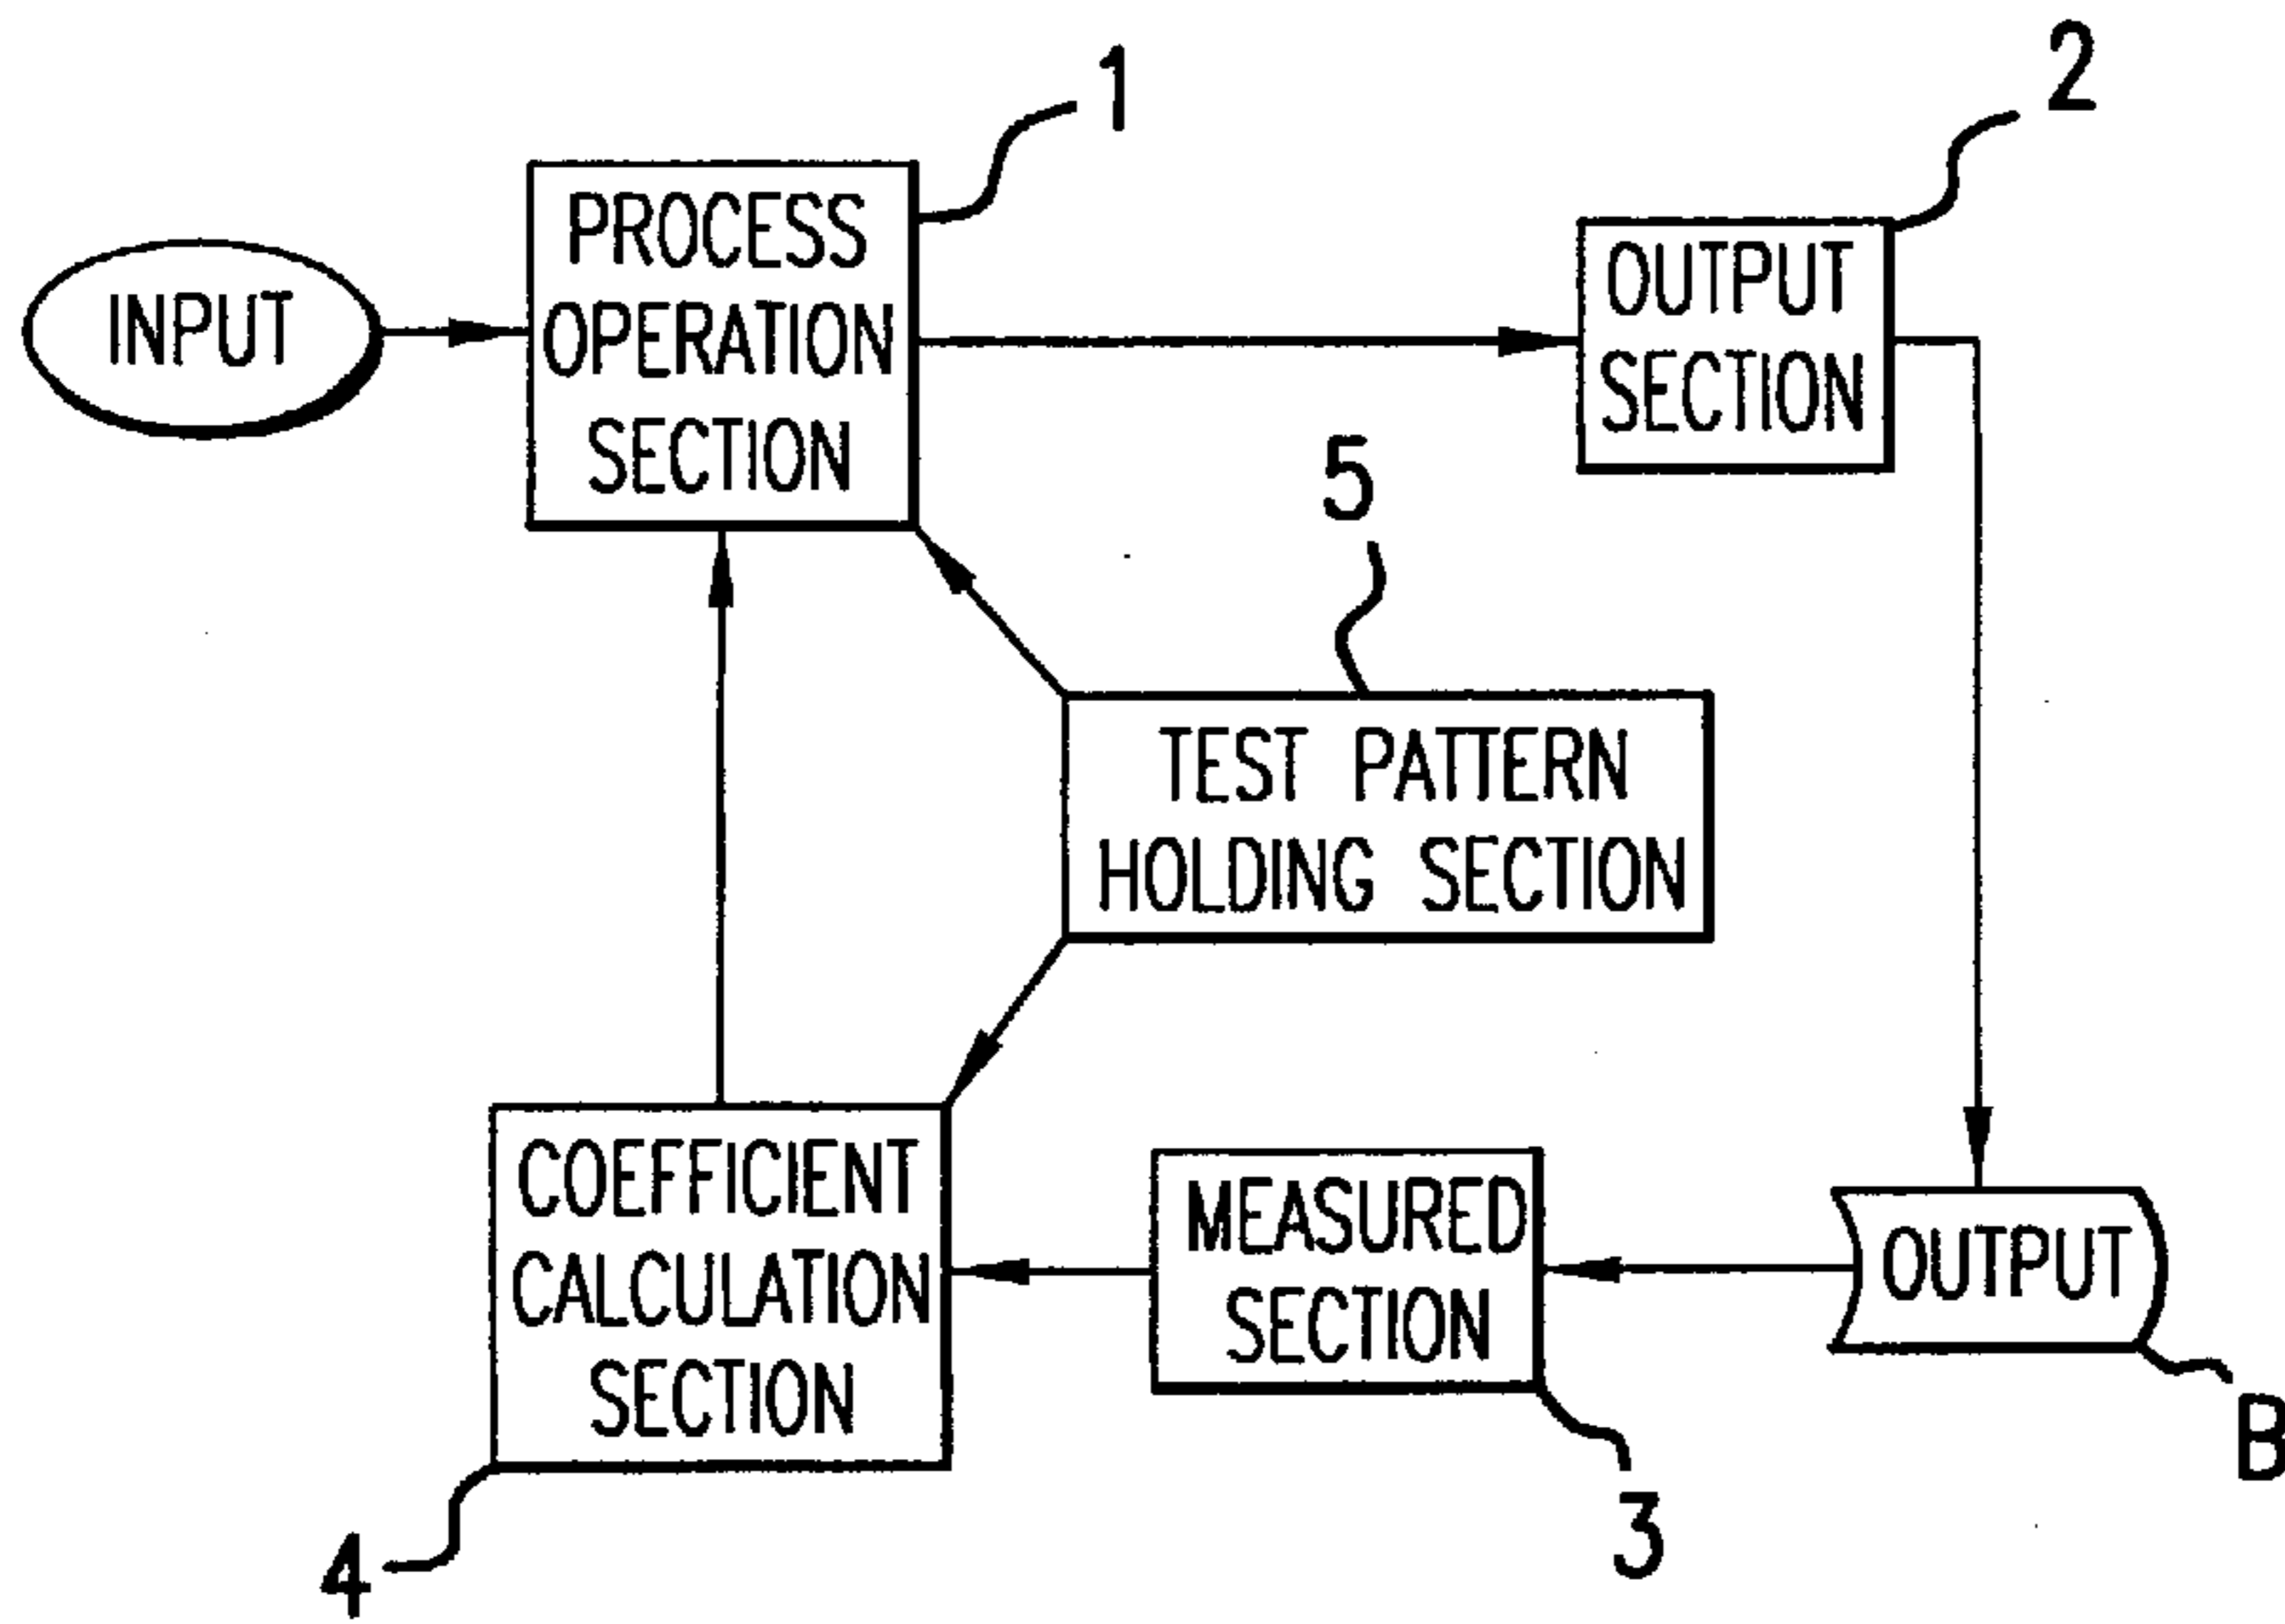 1
2
PROCESS
OPERATION
SECTION
INPUT
OUTPUT
SECTION
5
TEST PATTERN
HOLDING SECTION
COEFFICIENT
CALCULATION
SECTION
MEASURED
SECTION
OUTPUT
B
3
4